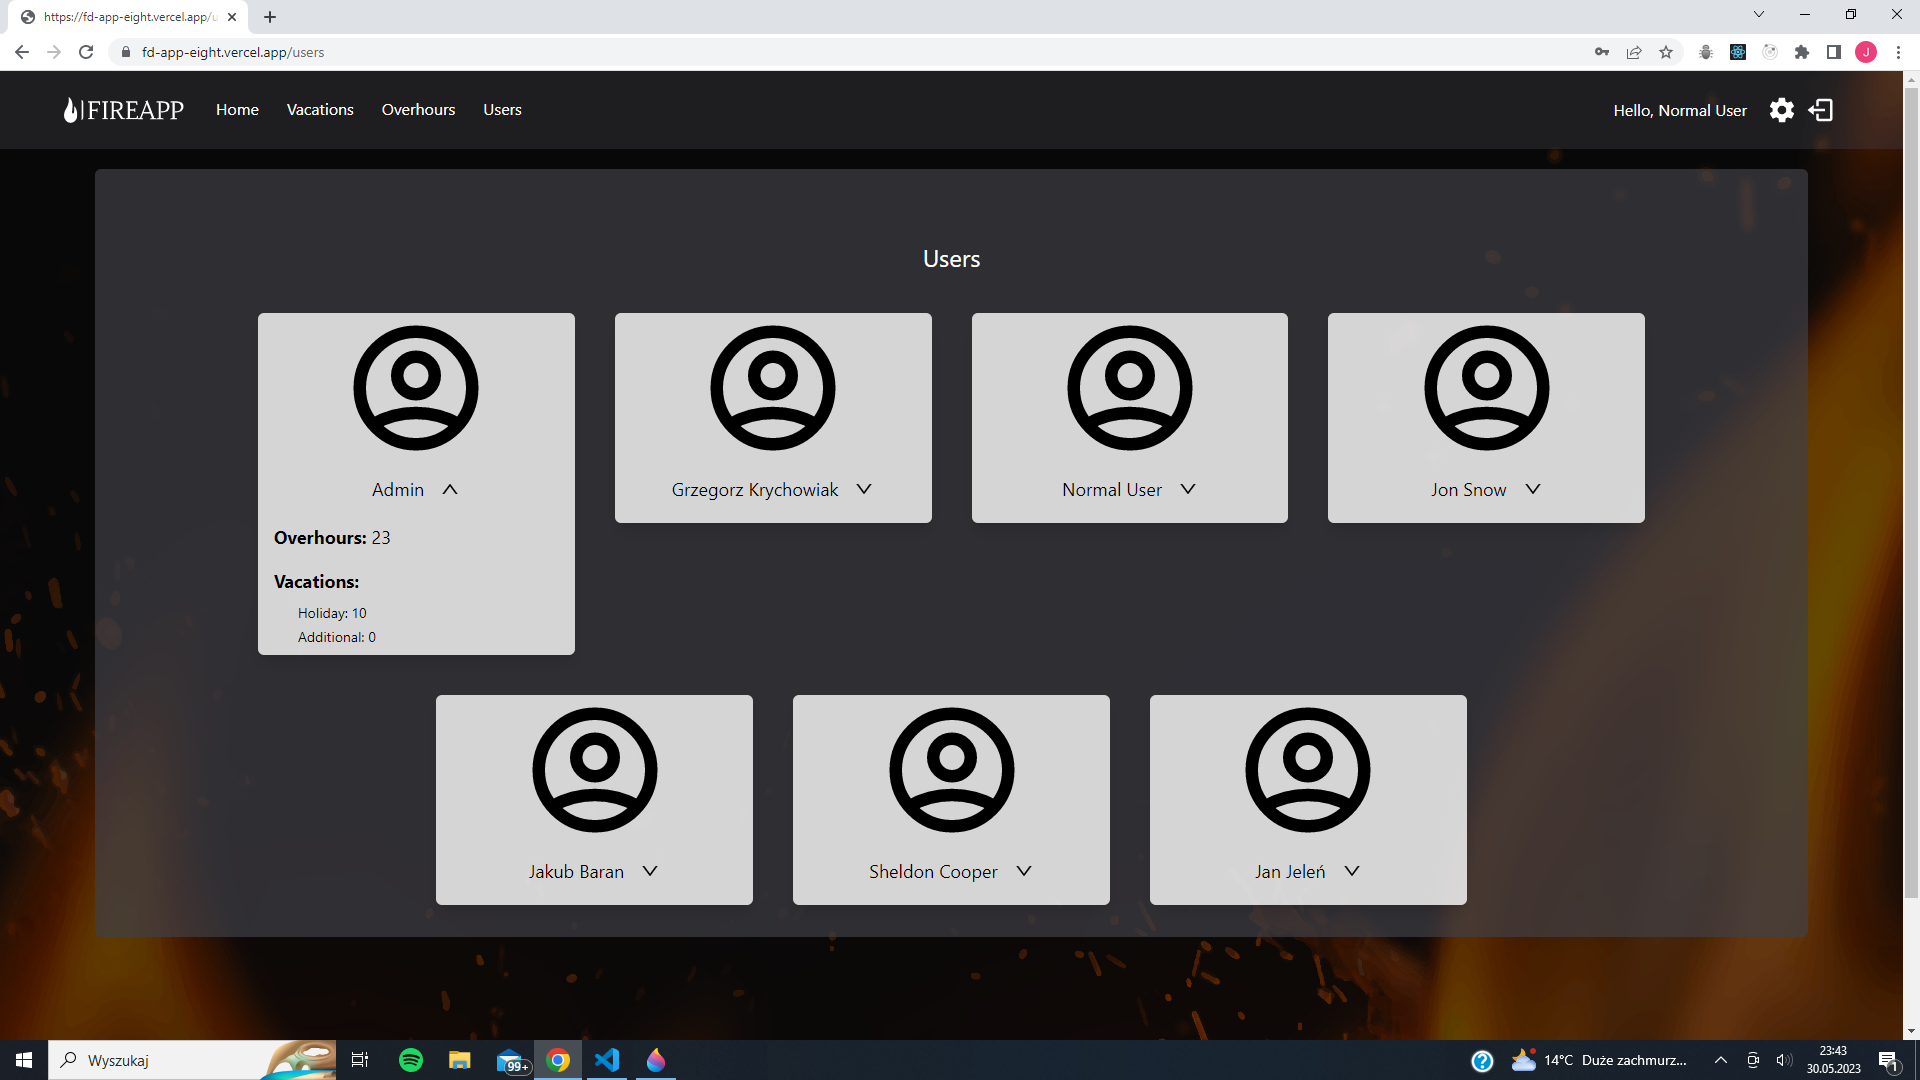 https://fd-app-eight.vercel.app/u
fd-app-eight.vercel.app/users
J
FIREAPP
Home
Vacations
Overhours
Users
Hello, Normal User
Users
Admin
Grzegorz Krychowiak
Normal User
Jon Snow
Overhours: 23
Vacations:
Holiday: 10
Additional: 0
Jakub Baran
Sheldon Cooper
Jan Jeleń
Wyszukaj
99+
?
14°C Duże zachmurz...
23:43
30.05.2023
1